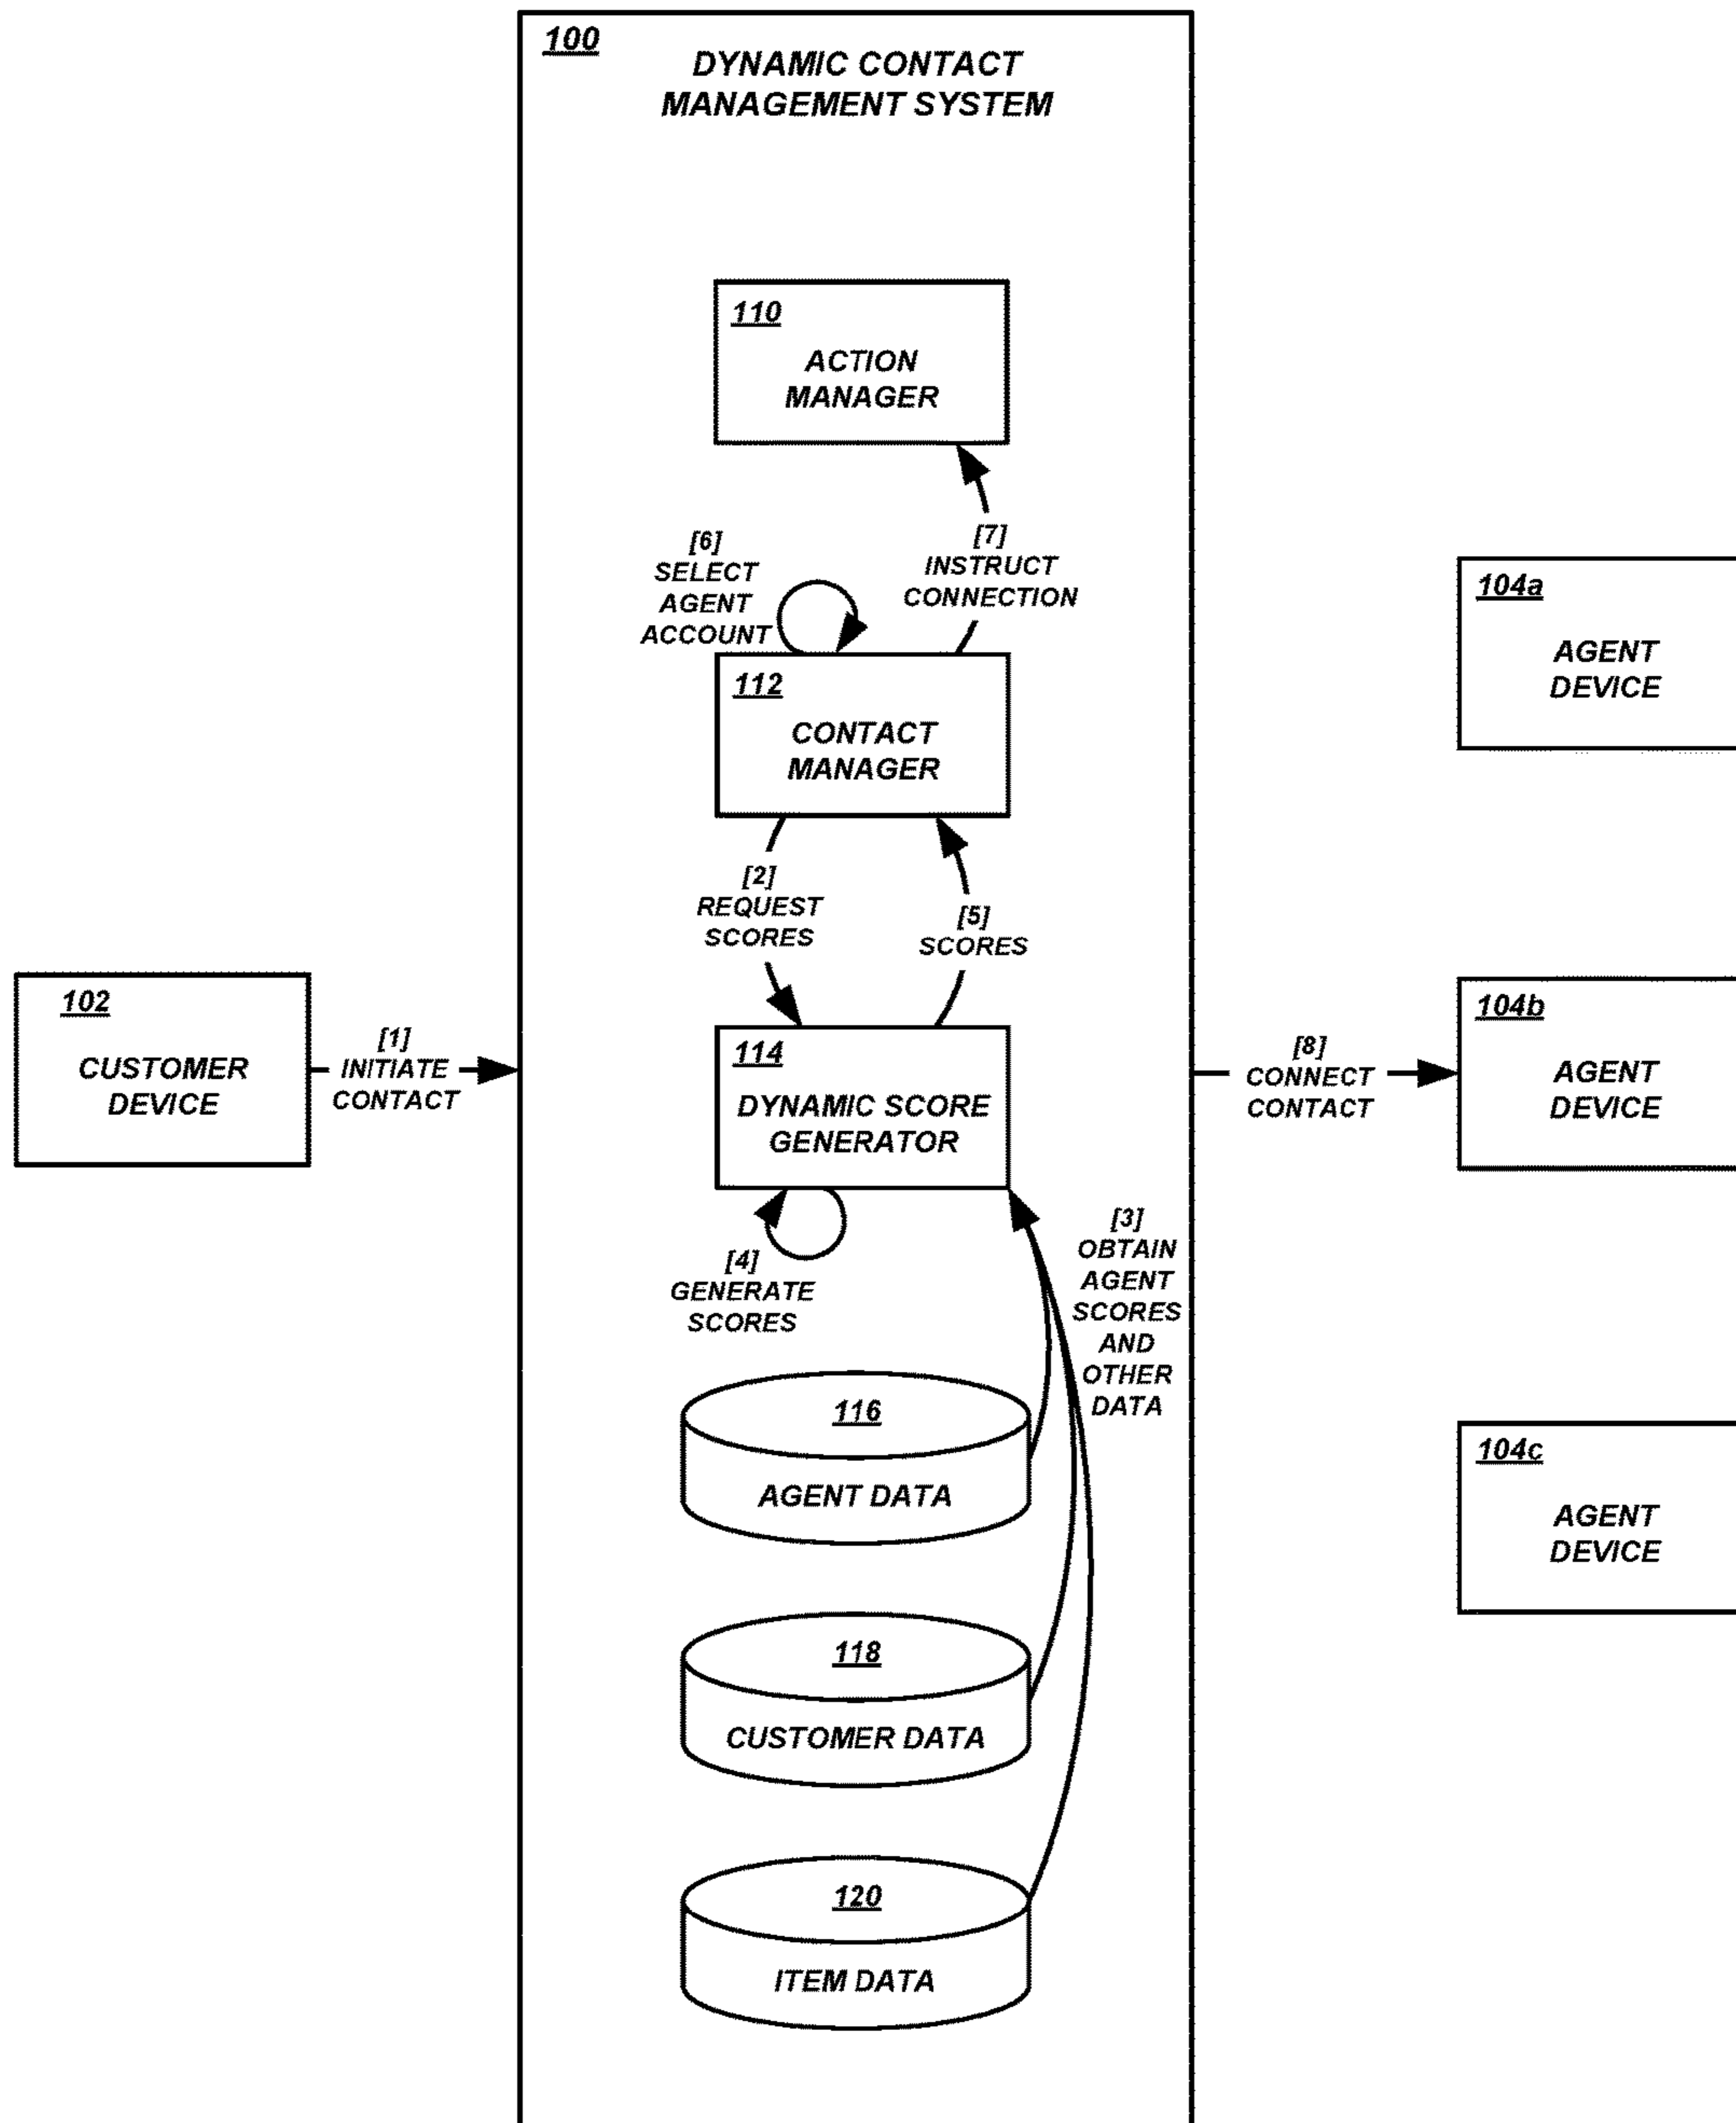 100
DYNAMIC CONTACT
MANAGEMENT SYSTEM
110
ACTION
MANAGER
[6]
SELECT
AGENT
ACCOUNT
[7]
INSTRUCT
CONNECTION
112
CONTACT
MANAGER
[2]
REQUEST
SCORES
[5]
SCORES
102
CUSTOMER
DEVICE
[1]
INITIATE
CONTACT
114
DYNAMIC SCORE
GENERATOR
[4]
GENERATE
SCORES
[3]
OBTAIN
AGENT
SCORES
AND
OTHER
DATA
116
AGENT DATA
118
CUSTOMER DATA
120
ITEM DATA
[8]
CONNECT
CONTACT
104a
AGENT
DEVICE
104b
AGENT
DEVICE
104c
AGENT
DEVICE